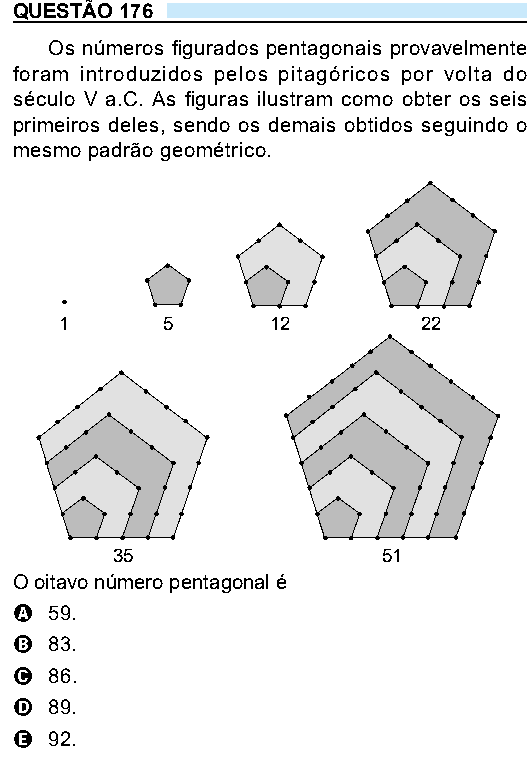 QUESTÃO 176
Os números figurados pentagonais provavelmente
foram introduzidos pelos pitagóricos por volta do
século V a.C. As figuras ilustram como obter os seis
primeiros deles, sendo os demais obtidos seguindo o
mesmo padrão geométrico.
1 5 12 22
35 51
O oitavo número pentagonal é
A 59.
B 83.
C 86.
D 89.
E 92.